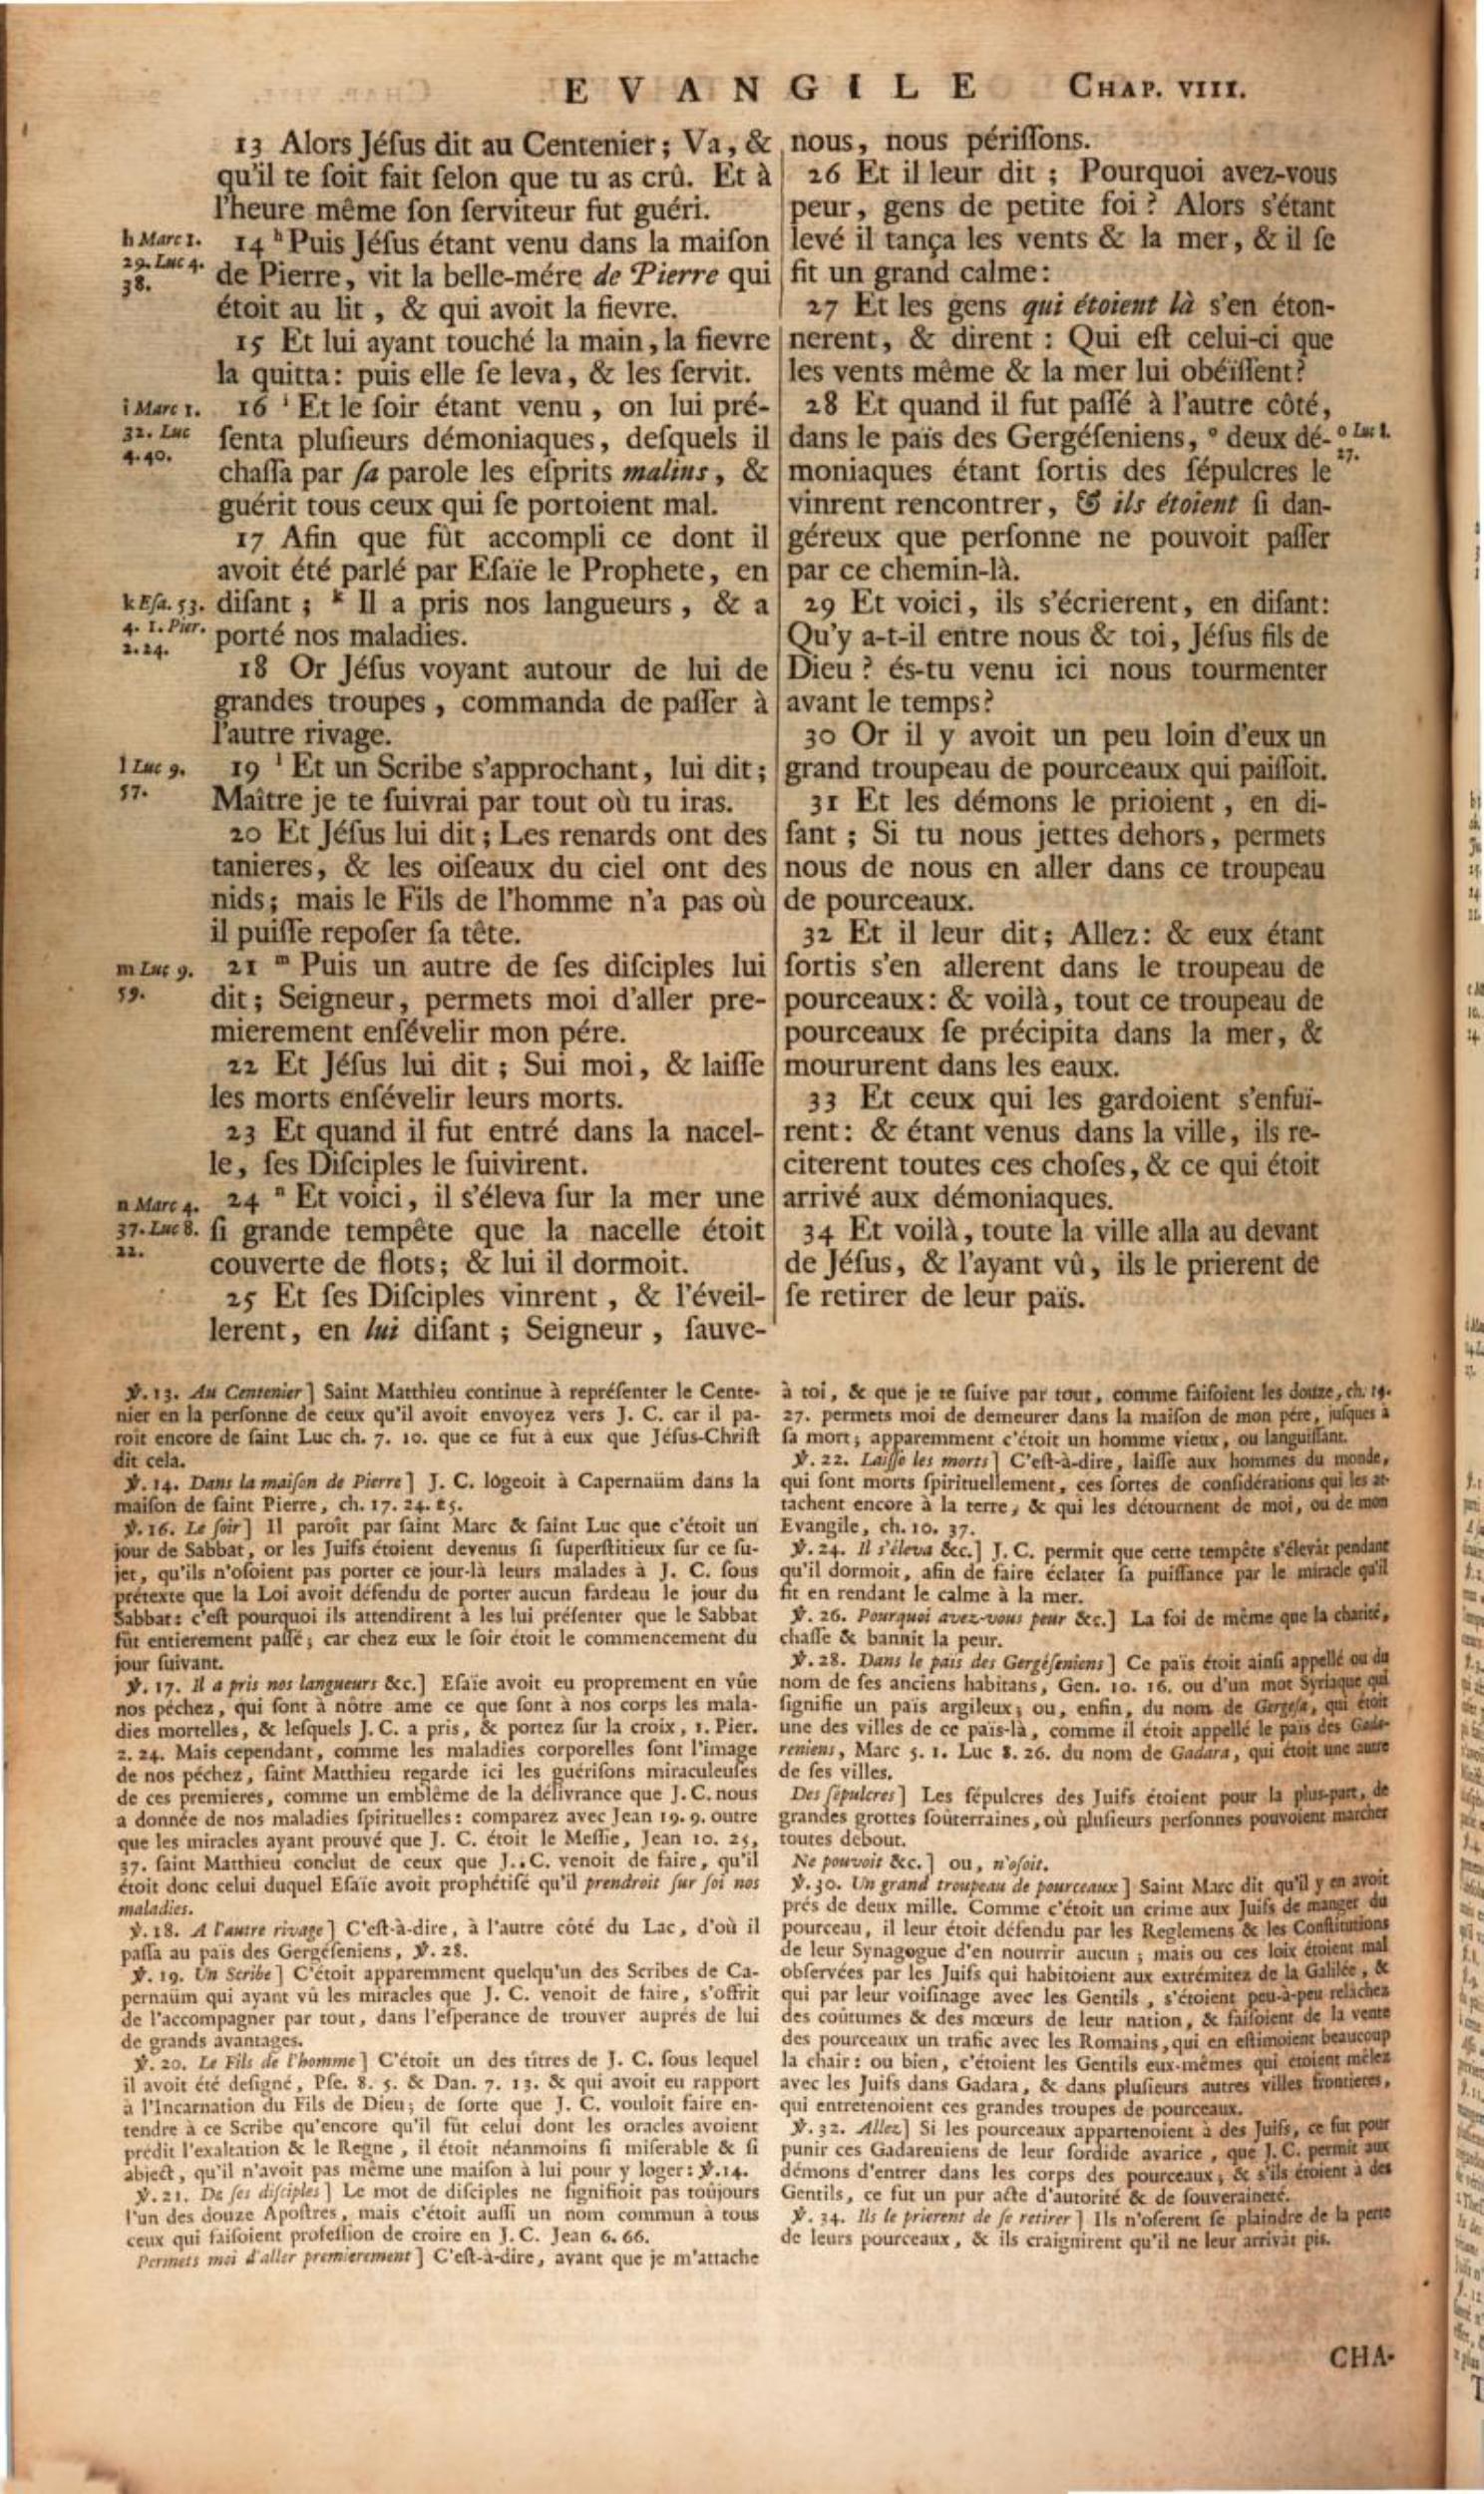 EVANGILE CHAP. VIII.
13 Alors Jéſus dit au Centenier; Va, &
qu'il te ſoit fait ſelon que tu as crû. Et à
l'heure même ſon ſerviteur fut guéri.
h Marc 1.
29. Luc 4.
38.
14 h Puis Jéſus étant venu dans la maiſon
de Pierre, vit la belle-mére de Pierre qui
étoit au lit, & qui avoit la fievre.
15 Et lui ayant touché la main, la fievre
la quitta: puis elle ſe leva, & les ſervit.
i Marc 1.
32. Luc
4.40.
16 i Et le ſoir étant venu, on lui pré-
ſenta pluſieurs démoniaques, deſquels il
chaſſa par ſa parole les eſprits malins, &
guérit tous ceux qui ſe portoient mal.
17 Afin que fût accompli ce dont il
avoit été parlé par Eſaïe le Prophete, en
k Eſa. 53.
4. 1. Pier.
2.24.
diſant; k Il a pris nos langueurs, & a
porté nos maladies.
18 Or Jéſus voyant autour de lui de
grandes troupes, commanda de paſſer à
l'autre rivage.
l Luc 9.
57.
19 l Et un Scribe s'approchant, lui dit;
Maître je te ſuivrai par tout où tu iras.
20 Et Jéſus lui dit; Les renards ont des
tanieres, & les oiſeaux du ciel ont des
nids; mais le Fils de l'homme n'a pas où
il puiſſe repoſer ſa tête.
m Luc 9.
59.
21 m Puis un autre de ſes diſciples lui
dit; Seigneur, permets moi d'aller pre-
mierement enſévelir mon pére.
22 Et Jéſus lui dit; Sui moi, & laiſſe
les morts enſévelir leurs morts.
23 Et quand il fut entré dans la nacel-
le, ſes Diſciples le ſuivirent.
n Marc 4.
37. Luc 8.
22.
24 n Et voici, il s'éleva ſur la mer une
ſi grande tempête que la nacelle étoit
couverte de flots; & lui il dormoit.
25 Et ſes Diſciples vinrent, & l'éveil-
lerent, en lui diſant; Seigneur, ſauve-
nous, nous périſſons.
26 Et il leur dit; Pourquoi avez-vous
peur, gens de petite foi? Alors s'étant
levé il tança les vents & la mer, & il ſe
fit un grand calme:
27 Et les gens qui étoient là s'en éton-
nerent, & dirent: Qui eſt celui-ci que
les vents même & la mer lui obéïſſent?
28 Et quand il fut paſſé à l'autre côté,
dans le païs des Gergéſeniens, o deux dé-
o Luc 8.
27.
moniaques étant ſortis des ſépulcres le
vinrent rencontrer, & ils étoient ſi dan-
géreux que perſonne ne pouvoit paſſer
par ce chemin-là.
29 Et voici, ils s'écrierent, en diſant:
Qu'y a-t-il entre nous & toi, Jéſus fils de
Dieu? és-tu venu ici nous tourmenter
avant le temps?
30 Or il y avoit un peu loin d'eux un
grand troupeau de pourceaux qui paiſſoit.
31 Et les démons le prioient, en di-
ſant; Si tu nous jettes dehors, permets
nous de nous en aller dans ce troupeau
de pourceaux.
32 Et il leur dit; Allez: & eux étant
ſortis s'en allerent dans le troupeau de
pourceaux: & voilà, tout ce troupeau de
pourceaux ſe précipita dans la mer, &
moururent dans les eaux.
33 Et ceux qui les gardoient s'enfui-
rent: & étant venus dans la ville, ils re-
citerent toutes ces choſes, & ce qui étoit
arrivé aux démoniaques.
34 Et voilà, toute la ville alla au devant
de Jéſus, & l'ayant vû, ils le prierent de
ſe retirer de leur païs.
℣.13. Au Centenier] Saint Matthieu continue à repréſenter le Cente-
nier en la perſonne de ceux qu'il avoit envoyez vers J. C. car il pa-
roit encore de ſaint Luc ch. 7. 10. que ce fut à eux que Jéſus-Chriſt
dit cela.
℣.14. Dans la maiſon de Pierre] J. C. logeoit à Capernaüm dans la
maiſon de ſaint Pierre, ch. 17. 24. 25.
℣.16. Le ſoir] Il paroît par ſaint Marc & ſaint Luc que c'étoit un
jour de Sabbat, or les Juifs étoient devenus ſi ſuperſtitieux ſur ce ſu-
jet, qu'ils n'oſoient pas porter ce jour-là leurs malades à J. C. ſous
prétexte que la Loi avoit défendu de porter aucun fardeau le jour du
Sabbat: c'eſt pourquoi ils attendirent à les lui préſenter que le Sabbat
fût entierement paſſé; car chez eux le ſoir étoit le commencement du
jour ſuivant.
℣.17. Il a pris nos langueurs &c.] Eſaïe avoit eu proprement en vûe
nos péchez, qui ſont à nôtre ame ce que ſont à nos corps les mala-
dies mortelles, & leſquels J. C. a pris, & portez ſur la croix, 1. Pier.
2. 24. Mais cependant, comme les maladies corporelles ſont l'image
de nos péchez, ſaint Matthieu regarde ici les guériſons miraculeuſes
de ces premieres, comme un emblême de la délivrance que J. C. nous
a donnée de nos maladies ſpirituelles: comparez avec Jean 19. 9. outre
que les miracles ayant prouvé que J. C. étoit le Meſſie, Jean 10. 25,
37. ſaint Matthieu conclut de ceux que J. C. venoit de faire, qu'il
étoit donc celui duquel Eſaïe avoit prophétiſé qu'il prendroit ſur ſoi nos
maladies.
℣.18. A l'autre rivage] C'eſt-à-dire, à l'autre côté du Lac, d'où il
paſſa au païs des Gergéſeniens, ℣. 28.
℣. 19. Un Scribe] C'étoit apparemment quelqu'un des Scribes de Ca-
pernaüm qui ayant vû les miracles que J. C. venoit de faire, s'offrit
de l'accompagner par tout, dans l'eſperance de trouver auprés de lui
de grands avantages.
℣. 20. Le Fils de l'homme] C'étoit un des titres de J. C. ſous lequel
il avoit été deſigné, Pſe. 8. 5. & Dan. 7. 13. & qui avoit eu rapport
à l'Incarnation du Fils de Dieu; de ſorte que J. C. vouloit faire en-
tendre à ce Scribe qu'encore qu'il fût celui dont les oracles avoient
prédit l'exaltation & le Regne, il étoit néanmoins ſi miſerable & ſi
abject, qu'il n'avoit pas même une maiſon à lui pour y loger: ℣.14.
℣.21. De ſes diſciples] Le mot de diſciples ne ſignifioit pas toûjours
l'un des douze Apoſtres, mais c'étoit auſſi un nom commun à tous
ceux qui faiſoient profeſſion de croire en J. C. Jean 6. 66.
Permets moi d'aller premierement] C'eſt-à-dire, avant que je m'attache
à toi, & que je te ſuive par tout, comme faiſoient les douze, ch. 19.
27. permets moi de demeurer dans la maiſon de mon pére, juſques à
ſa mort; apparemment c'étoit un homme vieux, ou languiſſant.
℣. 22. Laiſſe les morts] C'eſt-à-dire, laiſſe aux hommes du monde,
qui ſont morts ſpirituellement, ces ſortes de conſidérations qui les at-
tachent encore à la terre, & qui les détournent de moi, ou de mon
Evangile, ch. 10. 37.
℣. 24. Il s'éleva &c.] J. C. permit que cette tempête s'élevât pendant
qu'il dormoit, afin de faire éclater ſa puiſſance par le miracle qu'il
fit en rendant le calme à la mer.
℣. 26. Pourquoi avez-vous peur &c.] La foi de même que la charité,
chaſſe & bannit la peur.
℣.28. Dans le païs des Gergéſeniens] Ce païs étoit ainſi appellé ou du
nom de ſes anciens habitans, Gen. 10. 16. ou d'un mot Syriaque qui
ſignifie un païs argileux; ou, enfin, du nom de Gergeſa, qui étoit
une des villes de ce païs-là, comme il étoit appellé le païs des Gada-
reniens, Marc 5. 1. Luc 8. 26. du nom de Gadara, qui étoit une autre
de ſes villes.
Des ſépulcres] Les ſépulcres des Juifs étoient pour la plus-part, de
grandes grottes ſoûterraines, où pluſieurs perſonnes pouvoient marcher
toutes debout.
Ne pouvoit &c.] ou, n'oſoit.
℣.30. Un grand troupeau de pourceaux] Saint Marc dit qu'il y en avoit
prés de deux mille. Comme c'étoit un crime aux Juifs de manger du
pourceau, il leur étoit défendu par les Reglemens & les Conſtitutions
de leur Synagogue d'en nourrir aucun; mais ou ces loix étoient mal
obſervées par les Juifs qui habitoient aux extrémitez de la Galilée, &
qui par leur voiſinage avec les Gentils, s'étoient peu-à-peu relâchez
des coûtumes & des mœurs de leur nation, & faiſoient de la vente
des pourceaux un trafic avec les Romains, qui en eſtimoient beaucoup
la chair: ou bien, c'étoient les Gentils eux-mêmes qui étoient mêlez
avec les Juifs dans Gadara, & dans pluſieurs autres villes frontieres,
qui entretenoient ces grandes troupes de pourceaux.
℣.32. Allez] Si les pourceaux appartenoient à des Juifs, ce fut pour
punir ces Gadareniens de leur ſordide avarice, que J. C. permit aux
démons d'entrer dans les corps des pourceaux; & s'ils étoient à des
Gentils, ce fut un pur acte d'autorité & de ſouveraineté.
℣. 34. Ils le prierent de ſe retirer] Ils n'oſerent ſe plaindre de la perte
de leurs pourceaux, & ils craignirent qu'il ne leur arrivât pis.
CHA-